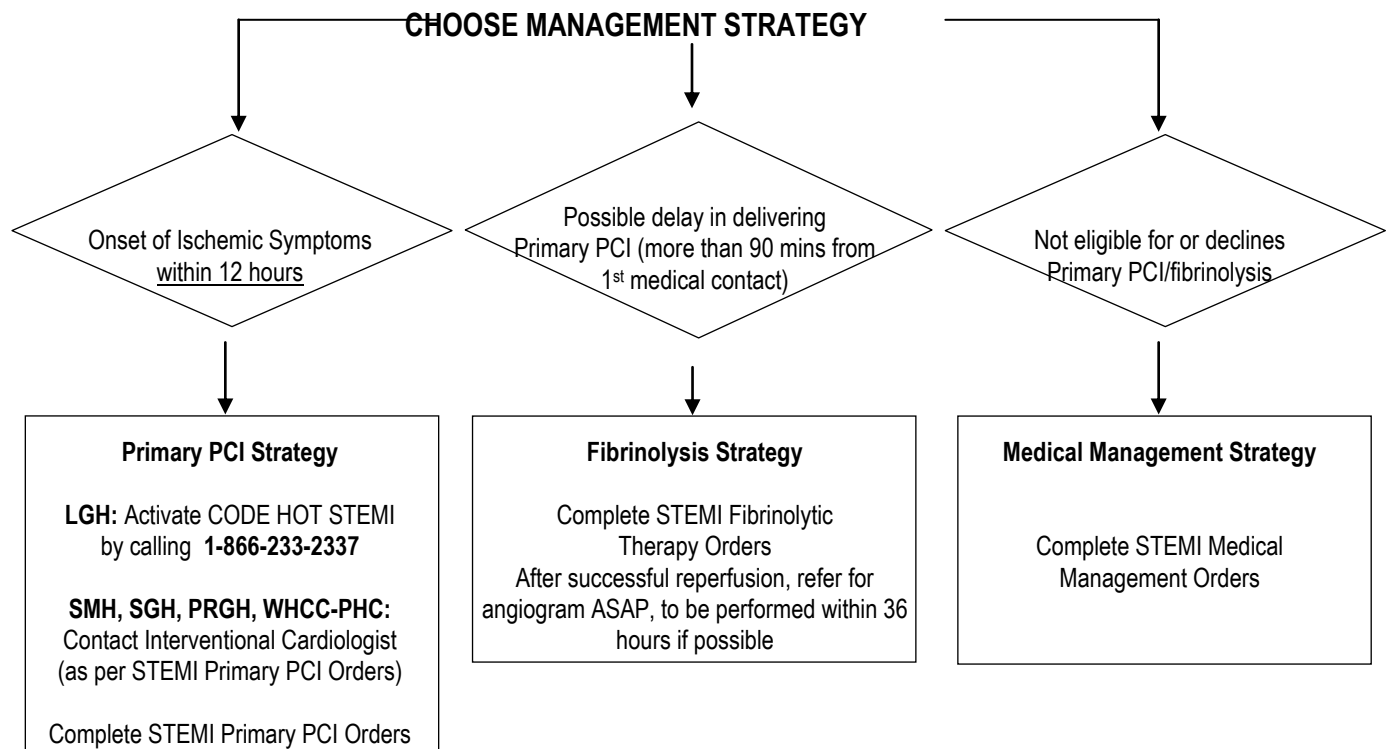 CHOOSE MANAGEMENT STRATEGY
Onset of Ischemic Symptoms
within 12 hours
Possible delay in delivering
Primary PCI (more than 90 mins from
1st medical contact)
Not eligible for or declines
Primary PCI/fibrinolysis
Primary PCI Strategy
LGH: Activate CODE HOT STEMI
by calling 1-866-233-2337
SMH, SGH, PRGH, WHCC-PHC:
Contact Interventional Cardiologist
(as per STEMI Primary PCI Orders)
Complete STEMI Primary PCI Orders
Fibrinolysis Strategy
Complete STEMI Fibrinolytic
Therapy Orders
After successful reperfusion, refer for
angiogram ASAP, to be performed within 36
hours if possible
Medical Management Strategy
Complete STEMI Medical
Management Orders